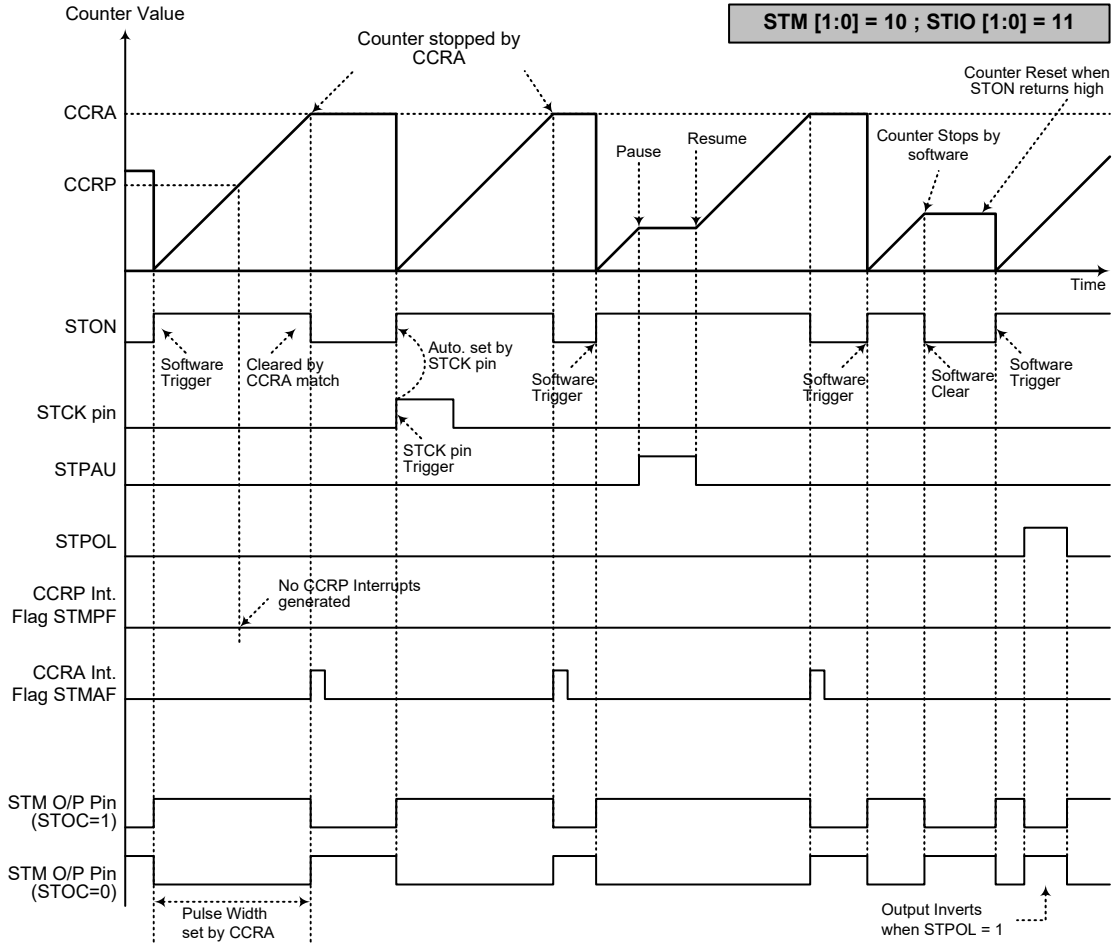 Counter Value
STM [1:0] = 10 ; STIO [1:0] = 11
Counter stopped by
CCRA
Counter Reset when
STON returns high
CCRA
Pause
Resume
Counter Stops by
software
CCRP
Time
STON
Software
Trigger
Cleared by
CCRA match
Auto. set by
STCK pin
Software
Trigger
Software
Trigger
Software
Clear
Software
Trigger
STCK pin
STCK pin
Trigger
STPAU
STPOL
CCRP Int.
Flag STMPF
No CCRP Interrupts
generated
CCRA Int.
Flag STMAF
STM O/P Pin
(STOC=1)
STM O/P Pin
(STOC=0)
Pulse Width
set by CCRA
Output Inverts
when STPOL = 1